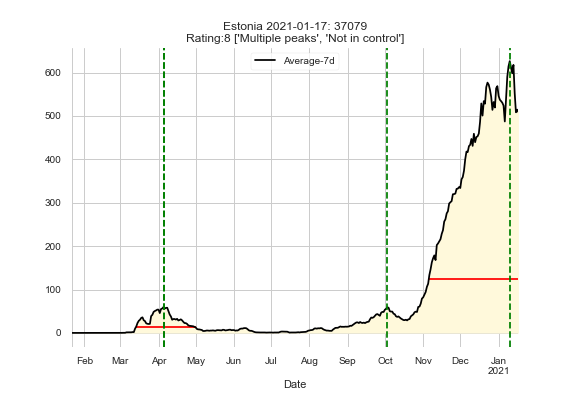 Estonia 2021-01-17: 37079
Rating:8 ['Multiple peaks', 'Not in control']
Average-7d
600
500
400
300
200
100
0
Feb Mar Apr May Jun Jul Aug Sep Oct Nov Dec Jan
2021
Date